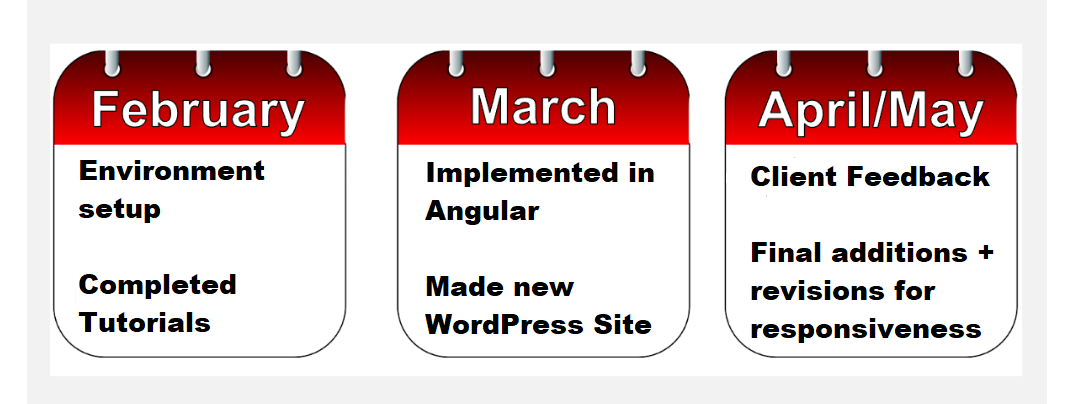 February
Environment
setup
Completed
Tutorials
March
Implemented in
Angular
Made new
WordPress Site
April/May
Client Feedback
Final additions +
revisions for
responsiveness